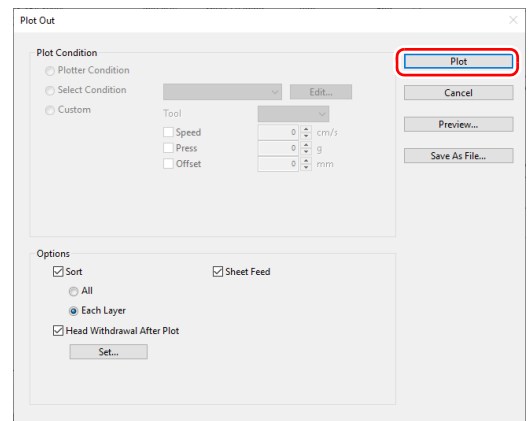 Plot Out
Plot Condition
Plotter Condition
Select Condition
Edit...
Custom
Tool
Speed
0
cm/s
Press
0
g
Offset
0
mm
Plot
Cancel
Preview...
Save As File...
Options
Sort
Sheet Feed
All
Each Layer
Head Withdrawal After Plot
Set...